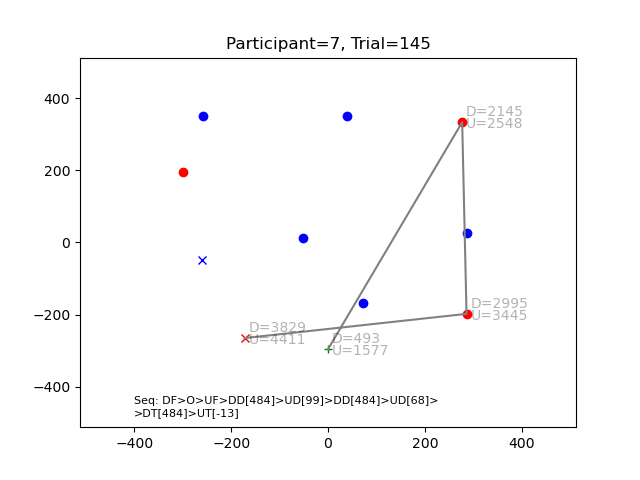 Participant=7, Trial=145
D=2145
U=2548
D=2995
U=3445
D=3829
U=4411
D=493
U=1577
Seq: DF>O>UF>DD[484]>UD[99]>DD[484]>UD[68]>
>DT[484]>UT[-13]
400
200
0
−200
−400
−400
−200
0
200
400